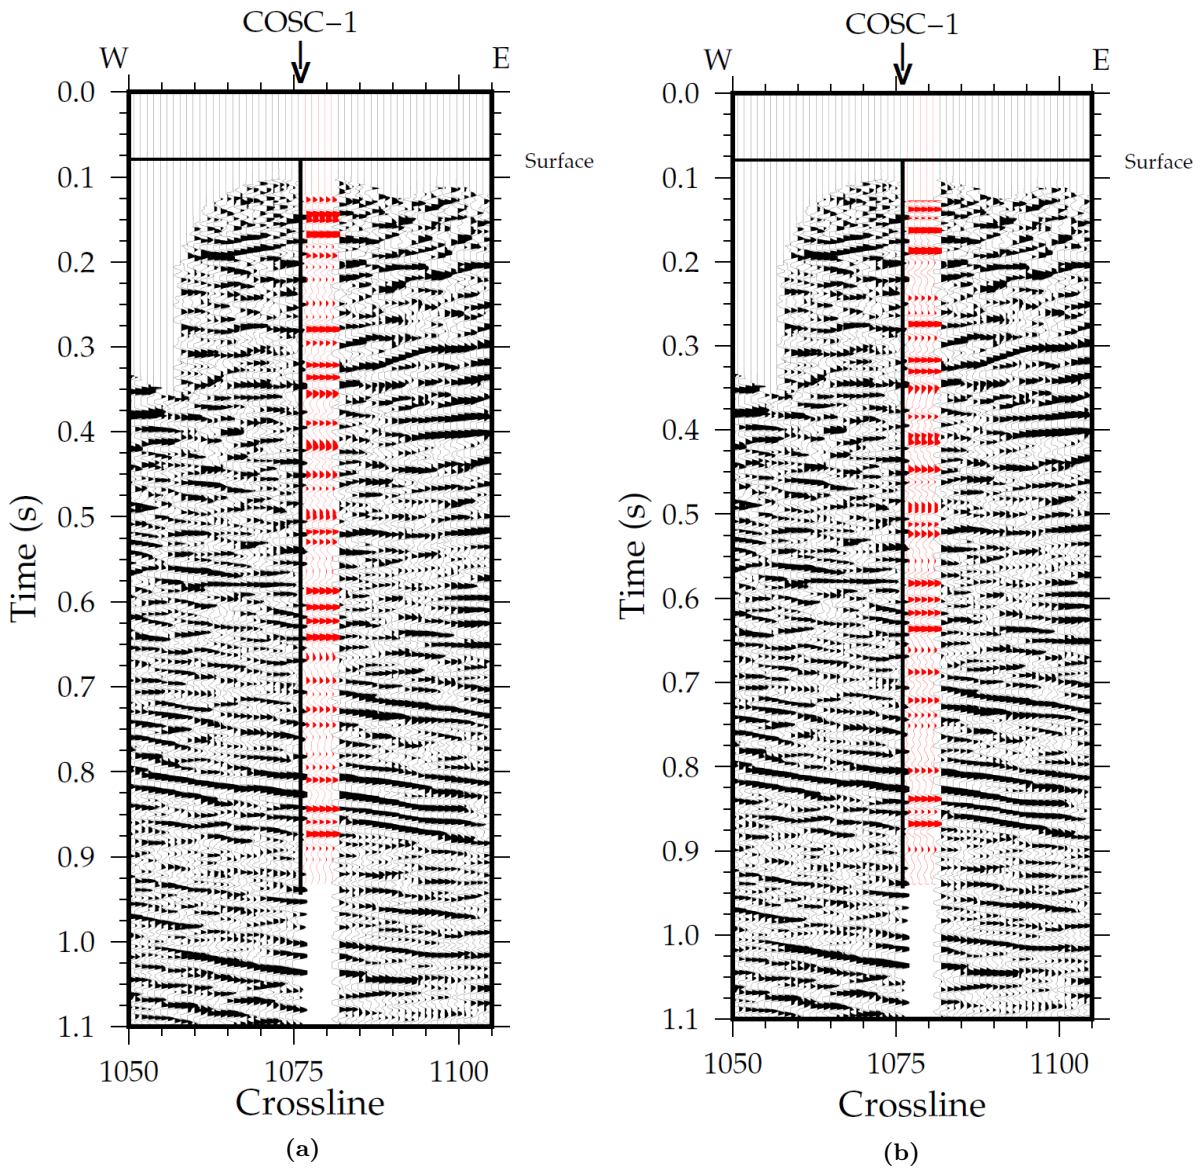 COSC–1 COSC–1
W E W E
0.0 0.0
Surface Surface
0.1 0.1
0.2 0.2
0.3 0.3
0.4 0.4
0.5 0.5
Time (s) Time (s)
0.6 0.6
0.7 0.7
0.8 0.8
0.9 0.9
1.0 1.0
1.1 1.1
1050 1075 1100 1050 1075 1100
Crossline Crossline
(a) (b)